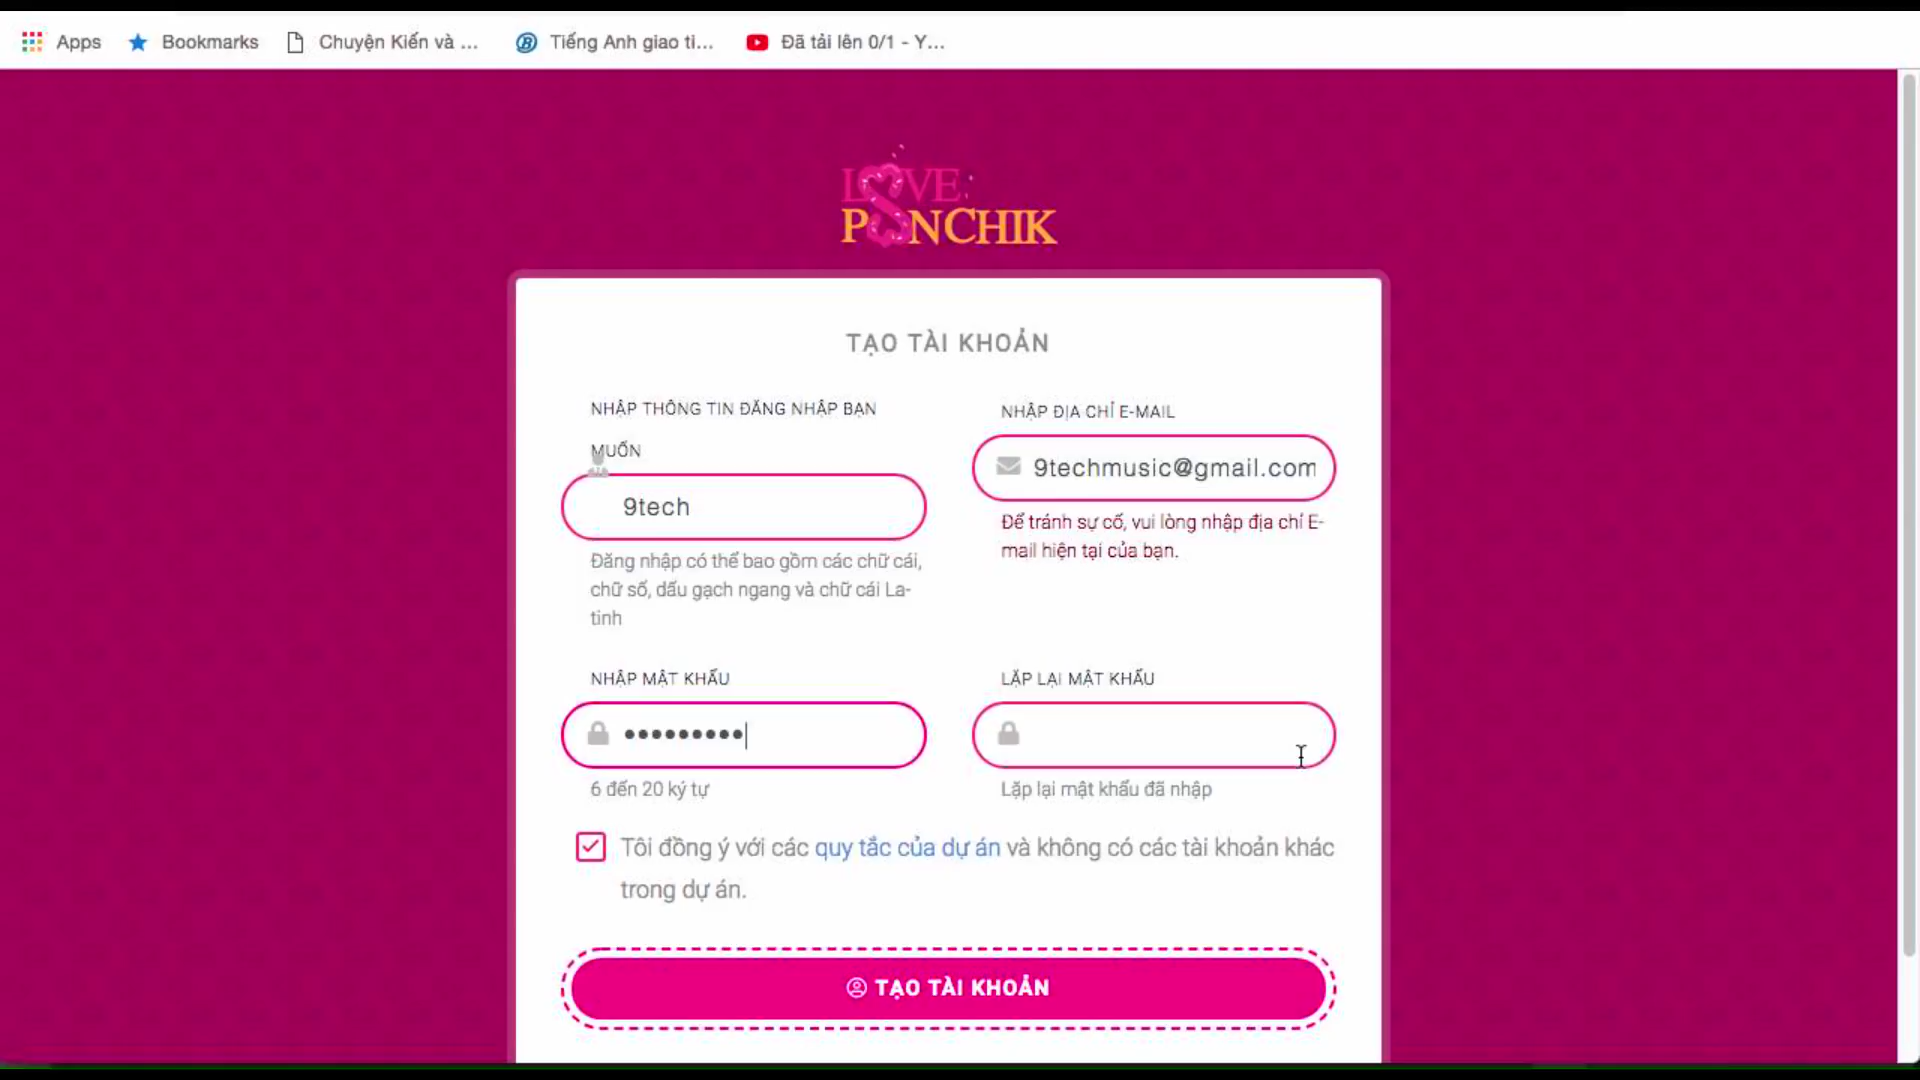 Apps
Bookmarks
Chuyện Kiến và ...
Tiếng Anh giao ti...
Đã tải lên 0/1 - Y...
LOVE
PONCHIK
TẠO TÀI KHOẢN
NHẬP THÔNG TIN ĐĂNG NHẬP BẠN
MUỐN
9tech
Đăng nhập có thể bao gồm các chữ cái,
chữ số, dấu gạch ngang và chữ cái La-
tinh
NHẬP ĐỊA CHỈ E-MAIL
9techmusic@gmail.com
Để tránh sự cố, vui lòng nhập địa chỉ E-
mail hiện tại của bạn.
NHẬP MẬT KHẨU
•••••••••
6 đến 20 ký tự
LẶP LẠI MẬT KHẨU
Lặp lại mật khẩu đã nhập
Tôi đồng ý với các quy tắc của dự án và không có các tài khoản khác
trong dự án.
TẠO TÀI KHOẢN